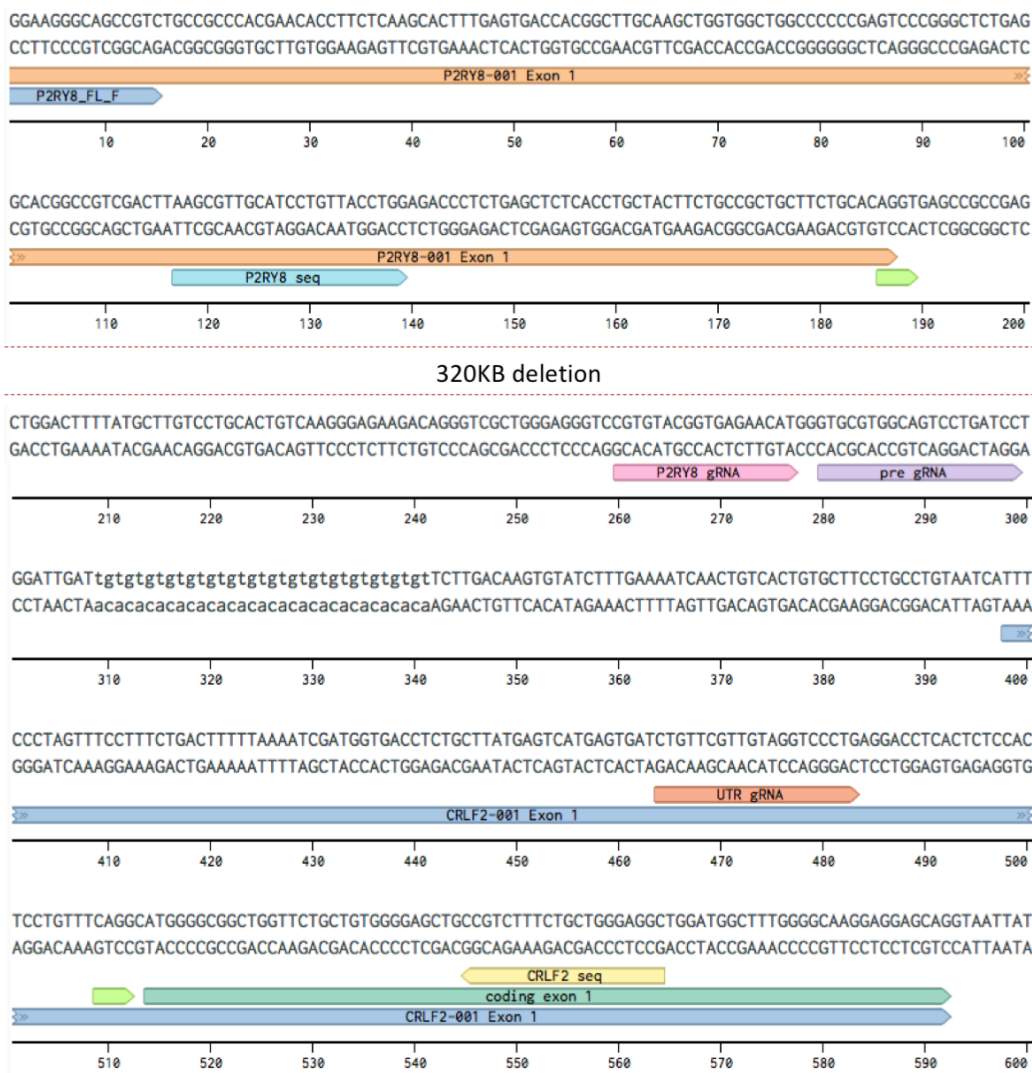 GGAAGGGCAGCCGTCTGCCGCCCACGAACACCTTCTCAAGCACTTTGAGTGACCACGGCTTGCAAGCTGGTGGCTGGCCCCCCGAGTCCCGGGCTCTGAG
CCTTCCCGTCGGCAGACGGCGGGTGCTTGTGGAAGAGTTCGTGAAACTCACTGGTGCCGAACGTTCGACCACCGACCGGGGGGCTCAGGGCCCGAGACTC
P2RY8-001 Exon 1
P2RY8_FL_F
10 20 30 40 50 60 70 80 90 100
GCACGGCCGTCGACTTAAGCGTTGCATCCTGTTACCTGGAGACCCTCTGAGCTCTCACCTGCTACTTCTGCCGCTGCTTCTGCACAGGTGAGCCGCCGAG
CGTGCCGGCAGCTGAATTCGCAACGTAGGACAATGGACCTCTGGGAGACTCGAGAGTGGACGATGAAGACGGCGACGAAGACGTGTCCACTCGGCGGCTC
P2RY8-001 Exon 1
P2RY8 seq
110 120 130 140 150 160 170 180 190 200
320KB deletion
CTGGACTTTTATGCTTGTCCTGCACTGTCAAGGGAGAAGACAGGGTCGCTGGGAGGGTCCGTGTACGGTGAGAACATGGGTGCGTGGCAGTCCTGATCCT
GACCTGAAAATACGAACAGGACGTGACAGTTCCCTCTTCTGTCCCAGCGACCCTCCCAGGCACATGCCACTCTTGTACCCACGCACCGTCAGGACTAGGA
P2RY8 gRNA pre gRNA
210 220 230 240 250 260 270 280 290 300
GGATTGATtgtgtgtgtgtgtgtgtgtgtgtgtgtgtgtgtTCTTGACAAGTGTATCTTTGAAAATCAACTGTCACTGTGCTTCCTGCCTGTAATCATTT
CCTAACTAacacacacacacacacacacacacacacacacaAGAACTGTTCACATAGAAACTTTTAGTTGACAGTGACACGAAGGACGGACATTAGTAAA
310 320 330 340 350 360 370 380 390 400
CCCTAGTTTCCTTTCTGACTTTTTAAAATCGATGGTGACCTCTGCTTATGAGTCATGAGTGATCTGTTCGTTGTAGGTCCCTGAGGACCTCACTCTCCAC
GGGATCAAAGGAAAGACTGAAAAATTTTAGCTACCACTGGAGACGAATACTCAGTACTCACTAGACAAGCAACATCCAGGGACTCCTGGAGTGAGAGGTG
UTR gRNA
CRLF2-001 Exon 1
410 420 430 440 450 460 470 480 490 500
TCCTGTTTCAGGCATGGGGCGGCTGGTTCTGCTGTGGGGAGCTGCCGTCTTTCTGCTGGGAGGCTGGATGGCTTTGGGGCAAGGAGGAGCAGGTAATTAT
AGGACAAAGTCCGTACCCCGCCGACCAAGACGACACCCCTCGACGGCAGAAAGACGACCCTCCGACCTACCGAAACCCCGTTCCTCCTCGTCCATTAATA
CRLF2 seq
coding exon 1
CRLF2-001 Exon 1
510 520 530 540 550 560 570 580 590 600